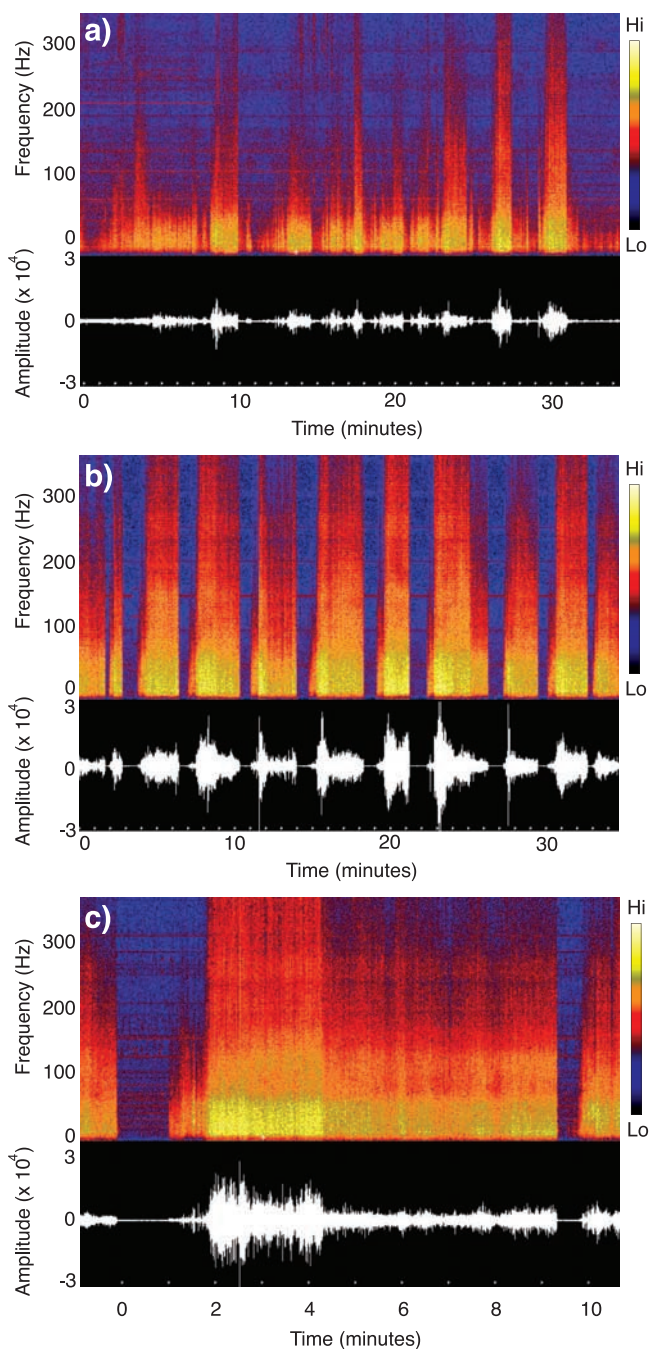 a)
Frequency (Hz)
300
200
100
0
Hi
Lo
Amplitude (x 10⁴)
3
0
-3
0 10 20 30
Time (minutes)
b)
Frequency (Hz)
300
200
100
0
Hi
Lo
Amplitude (x 10⁴)
3
0
-3
0 10 20 30
Time (minutes)
c)
Frequency (Hz)
300
200
100
0
Hi
Lo
Amplitude (x 10⁴)
3
0
-3
0 2 4 6 8 10
Time (minutes)